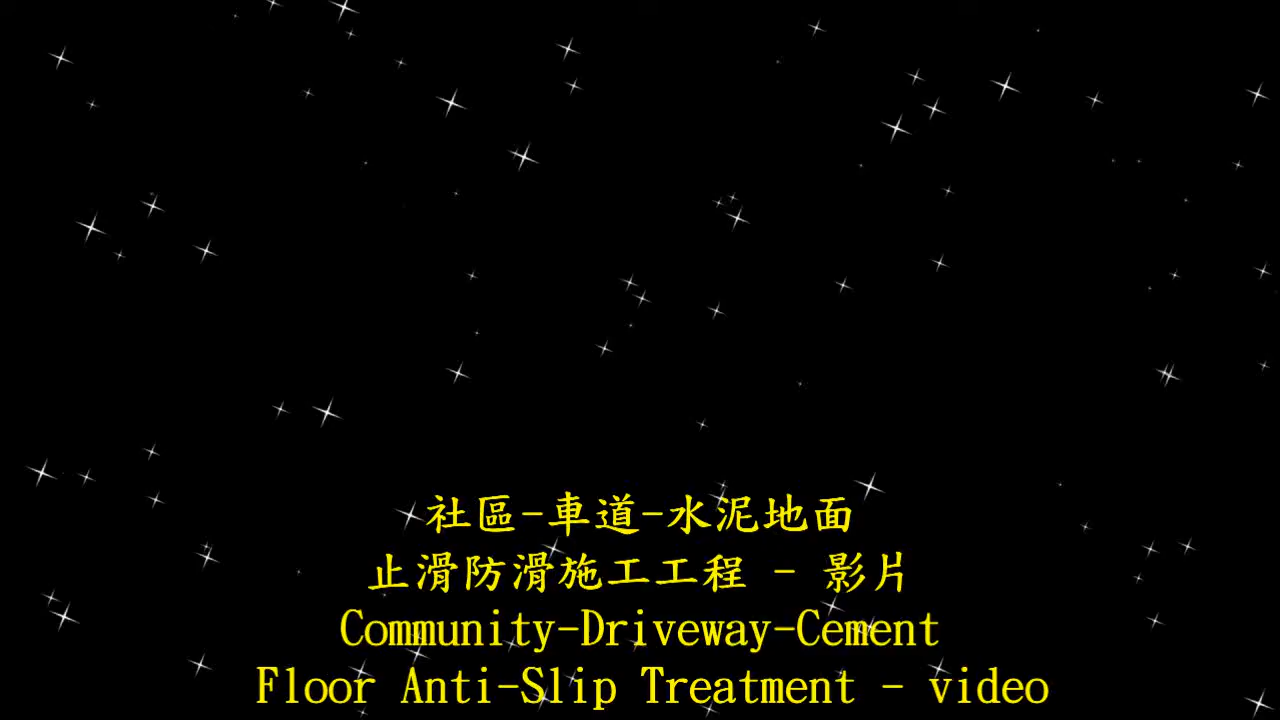 社區-車道-水泥地面
止滑防滑施工工程 - 影片
Community-Driveway-Cement
Floor Anti-Slip Treatment - video